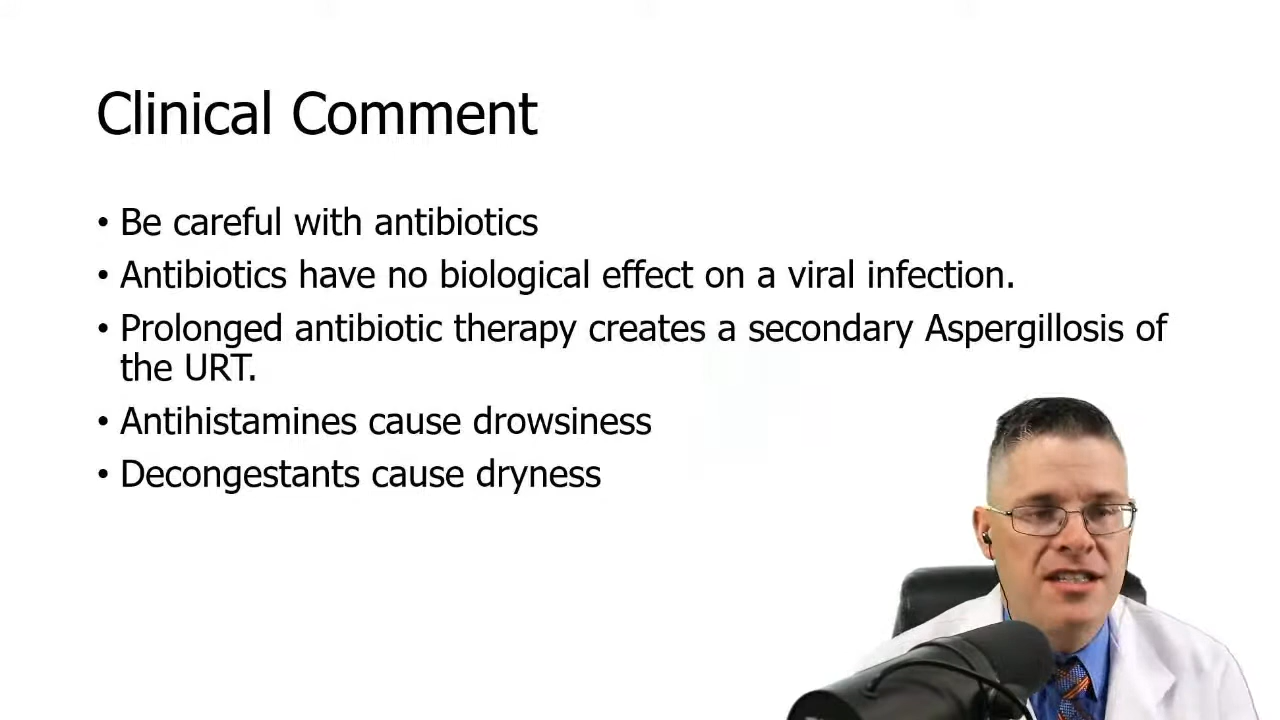 Clinical Comment
• Be careful with antibiotics
• Antibiotics have no biological effect on a viral infection.
• Prolonged antibiotic therapy creates a secondary Aspergillosis of
the URT.
• Antihistamines cause drowsiness
• Decongestants cause dryness